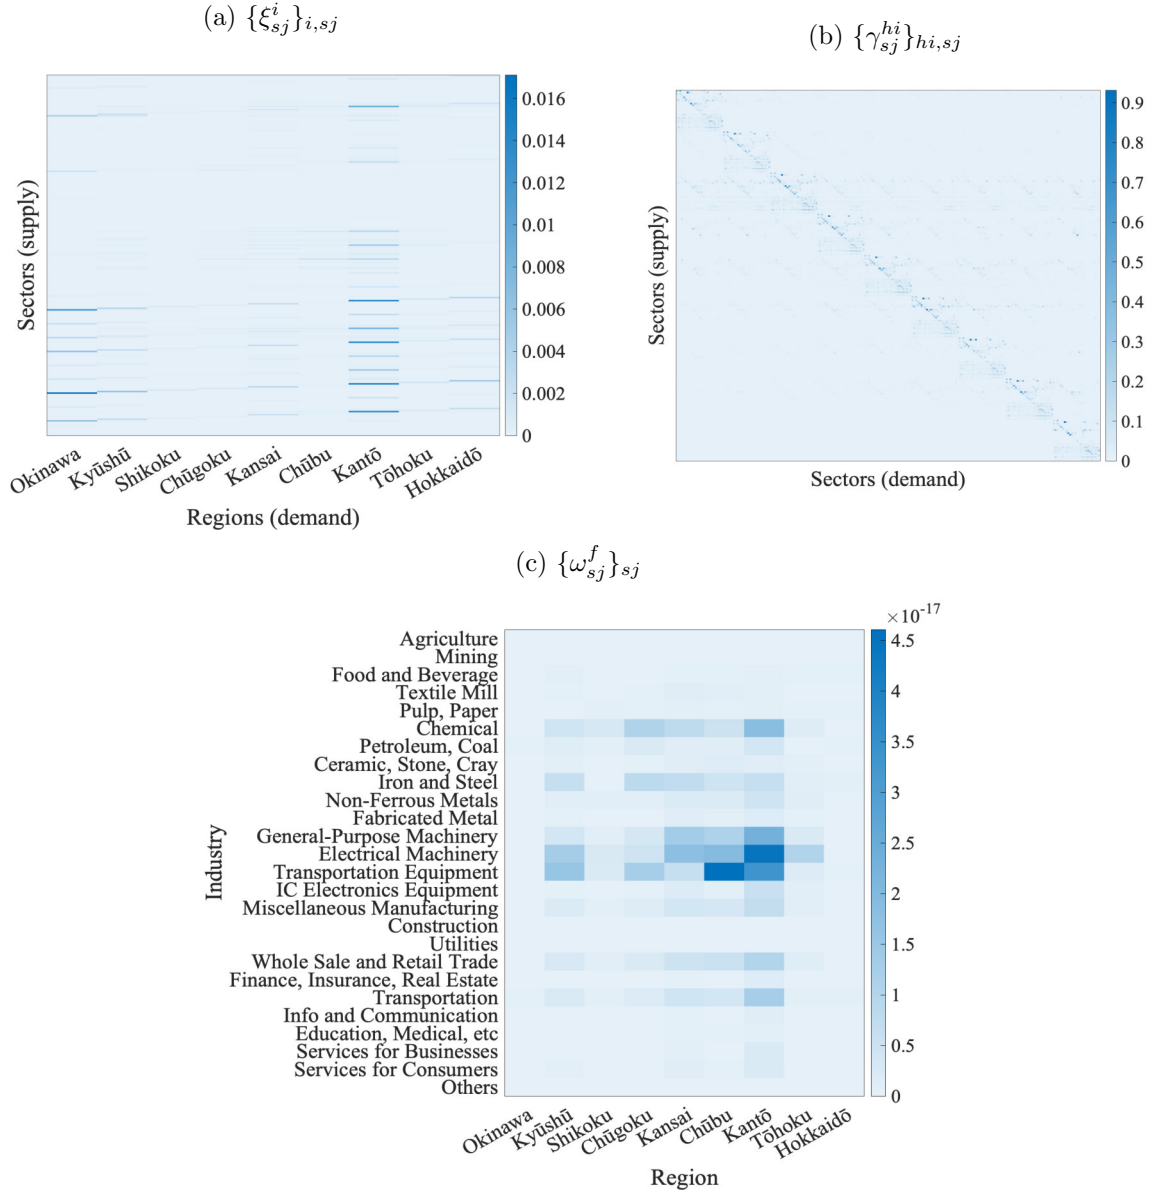 (a) {ξ^i_{sj}}_{i,sj}
0.016
0.014
0.012
0.01
0.008
0.006
0.004
0.002
0
Sectors (supply)
Okinawa
Kyūshū
Shikoku
Chūgoku
Kansai
Chūbu
Kantō
Tōhoku
Hokkaidō
Regions (demand)
(b) {γ^{hi}_{sj}}_{hi,sj}
0.9
0.8
0.7
0.6
0.5
0.4
0.3
0.2
0.1
0
Sectors (supply)
Sectors (demand)
(c) {ω^f_{sj}}_{sj}
×10^{-17}
4.5
4
3.5
3
2.5
2
1.5
1
0.5
0
Industry
Agriculture
Mining
Food and Beverage
Textile Mill
Pulp, Paper
Chemical
Petroleum, Coal
Ceramic, Stone, Cray
Iron and Steel
Non-Ferrous Metals
Fabricated Metal
General-Purpose Machinery
Electrical Machinery
Transportation Equipment
IC Electronics Equipment
Miscellaneous Manufacturing
Construction
Utilities
Whole Sale and Retail Trade
Finance, Insurance, Real Estate
Transportation
Info and Communication
Education, Medical, etc
Services for Businesses
Services for Consumers
Others
Okinawa
Kyūshū
Shikoku
Chūgoku
Kansai
Chūbu
Kantō
Tōhoku
Hokkaidō
Region